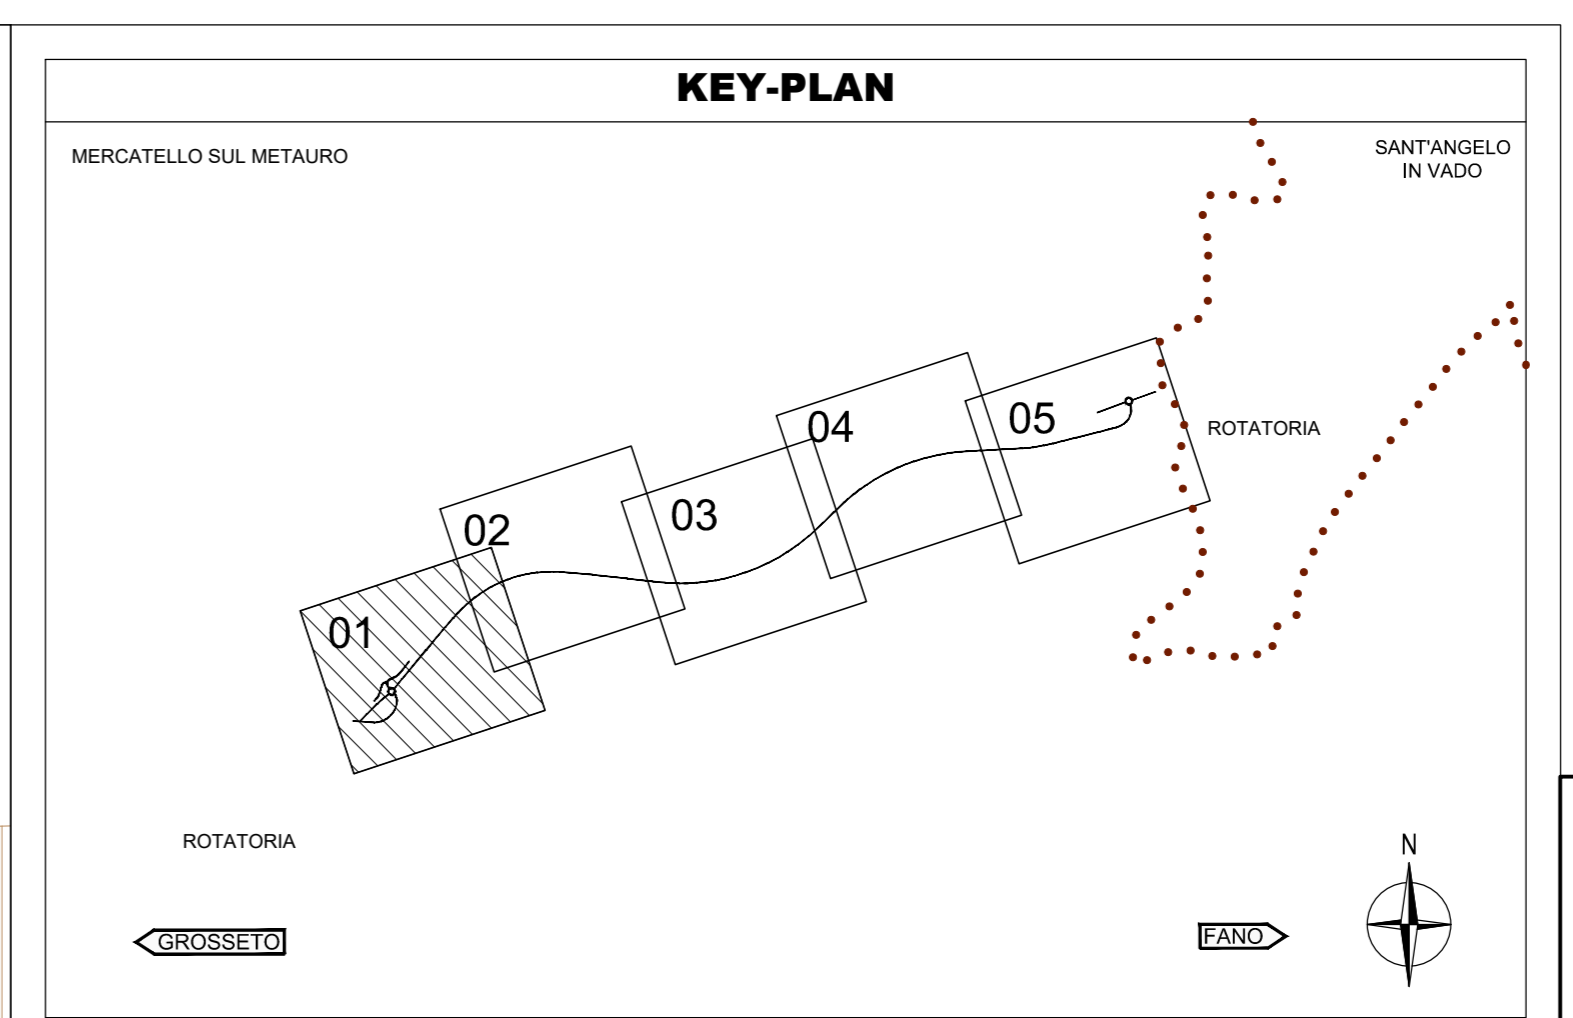 KEY-PLAN
MERCATELLO SUL METAURO
SANT'ANGELO
IN VADO
04
05
ROTATORIA
03
02
01
ROTATORIA
N
GROSSETO
FANO